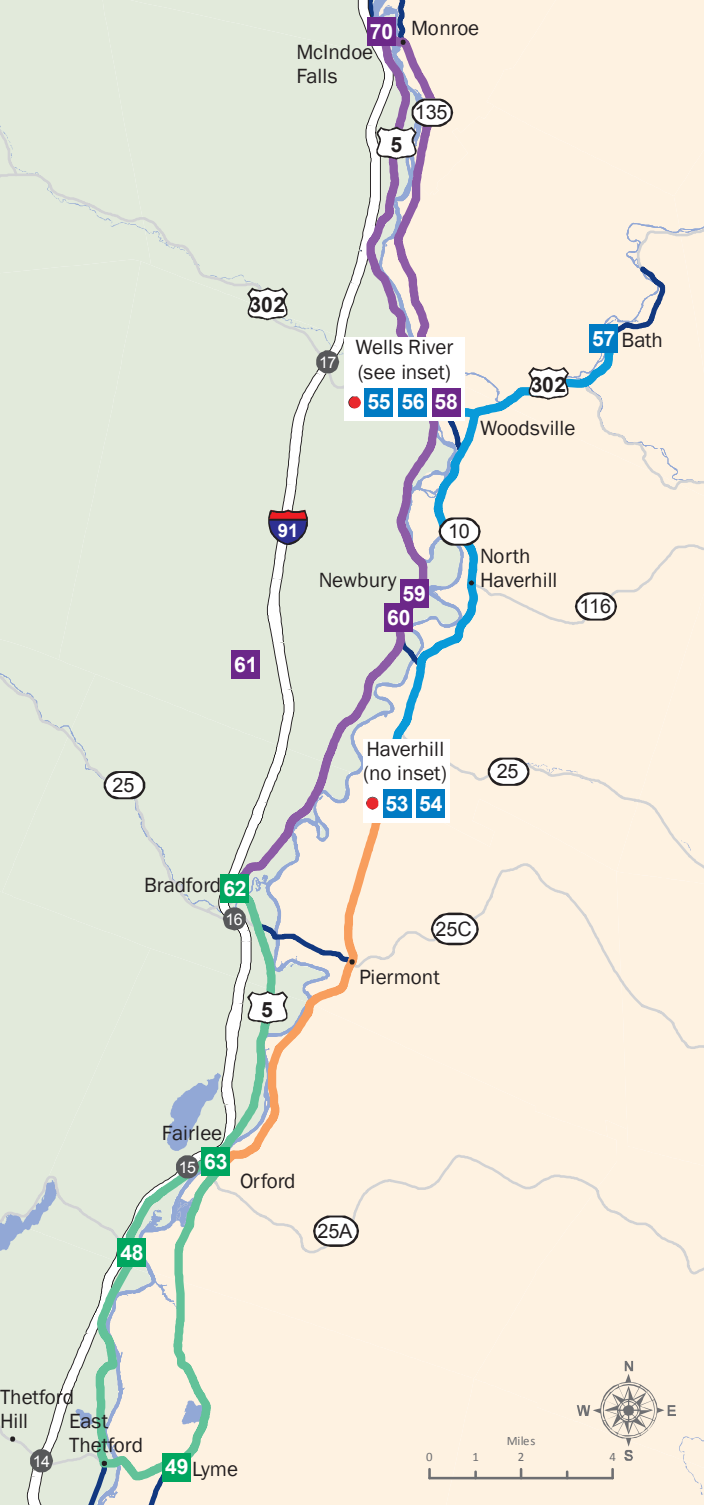 70
Monroe
McIndoe
Falls
135
5
302
57
Bath
Wells River
(see inset)
55 56 58
17
302
Woodsville
91
10
North
Haverhill
Newbury
59
60
116
61
Haverhill
(no inset)
53 54
25
25
Bradford
62
16
25C
Piermont
5
Fairlee
15
63
Orford
25A
48
Thetford
Hill
East
Thetford
14
49
Lyme
N
W
E
S
Miles
0 1 2 4